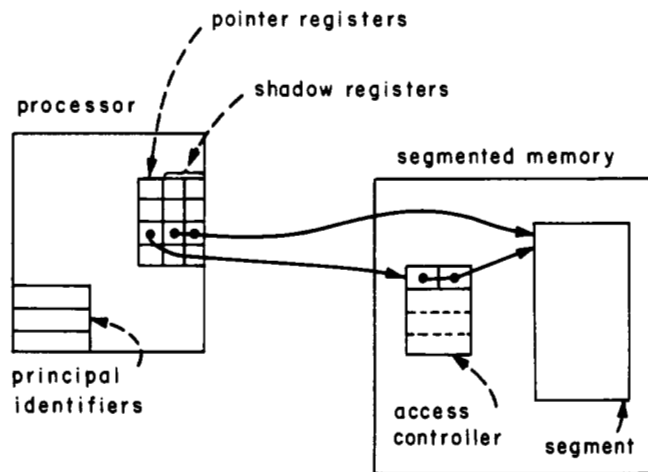 pointer registers
shadow registers
processor
segmented memory
principal
identifiers
access
controller
segment